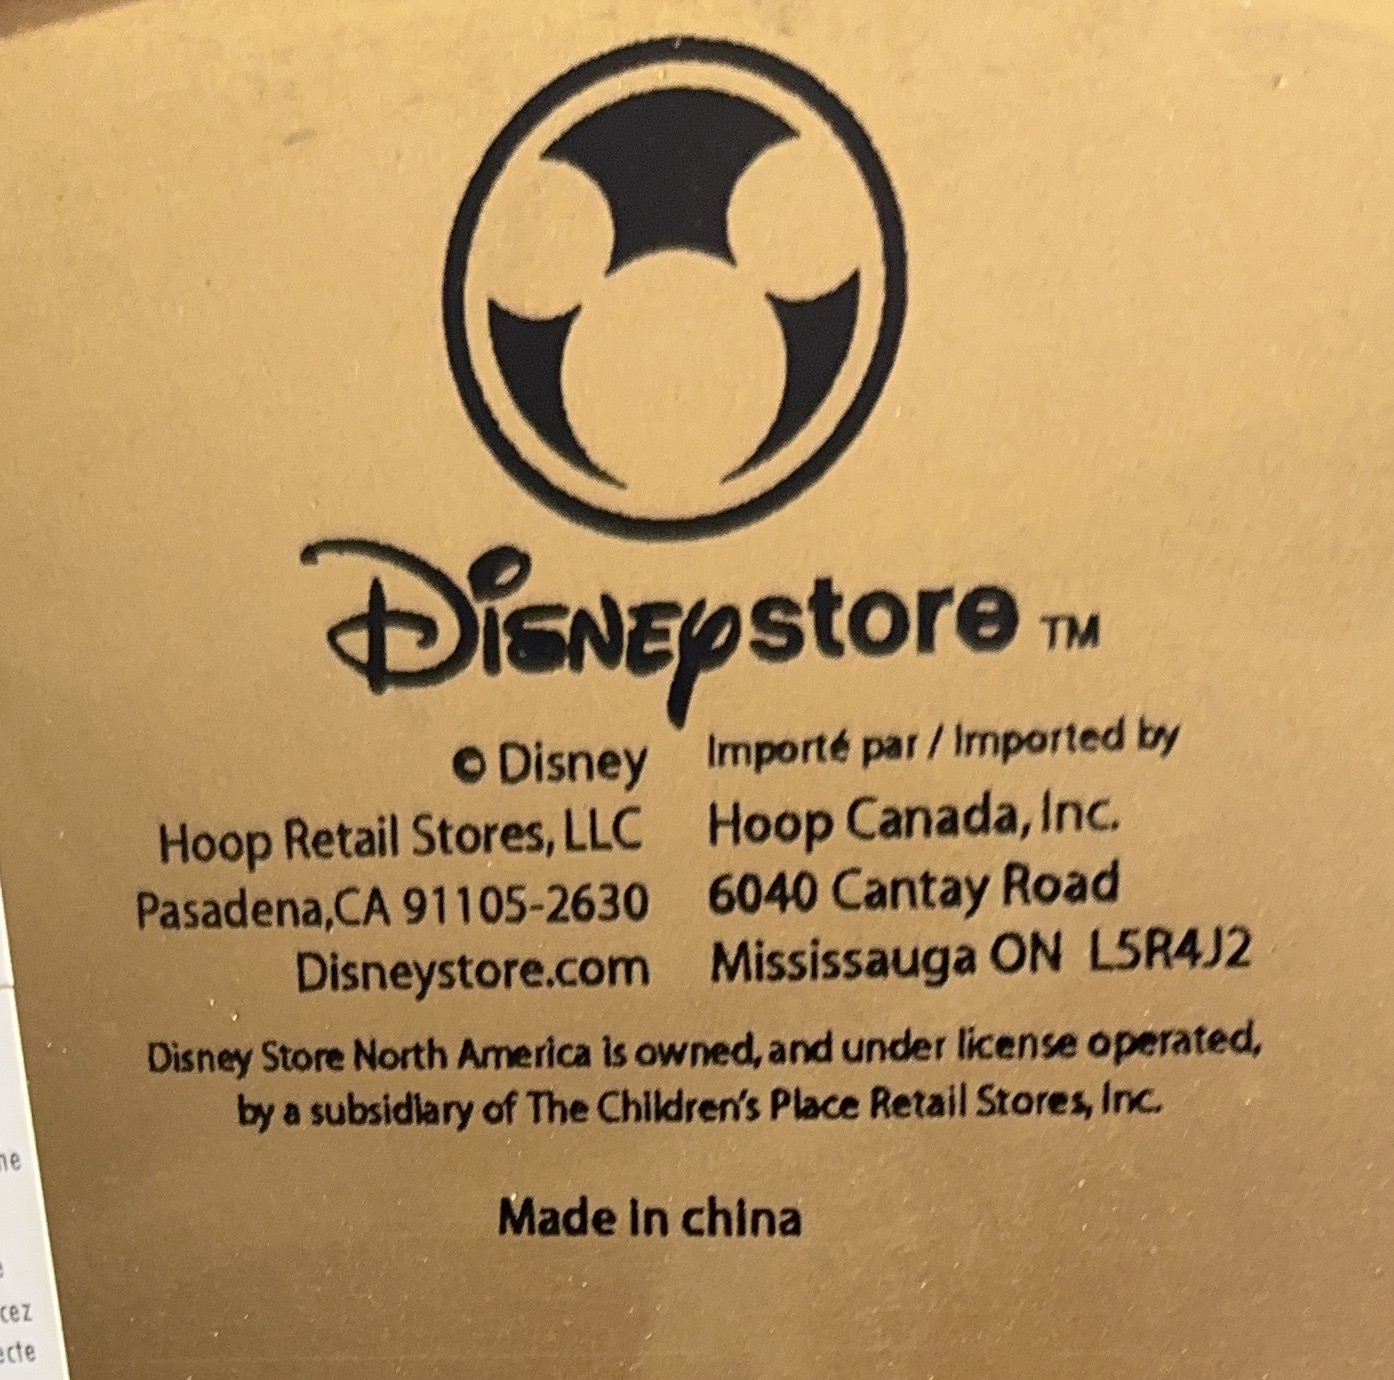 Disneystore TM
© Disney
Hoop Retail Stores, LLC
Pasadena,CA 91105-2630
Disneystore.com
Importé par / Imported by
Hoop Canada, Inc.
6040 Cantay Road
Mississauga ON L5R4J2
Disney Store North America is owned, and under license operated,
by a subsidiary of The Children's Place Retail Stores, Inc.
Made in china